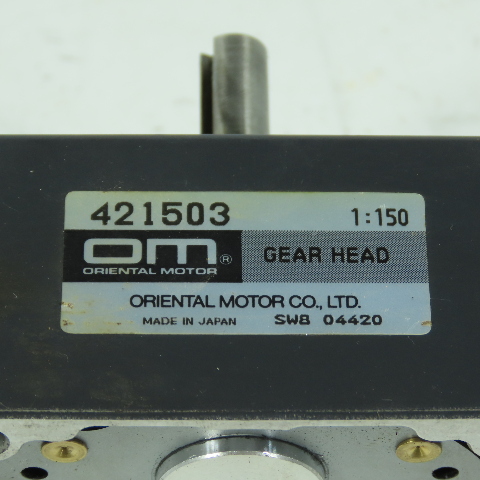 421503 1:150
om® GEAR HEAD
ORIENTAL MOTOR
ORIENTAL MOTOR CO., LTD.
MADE IN JAPAN SW8 04420